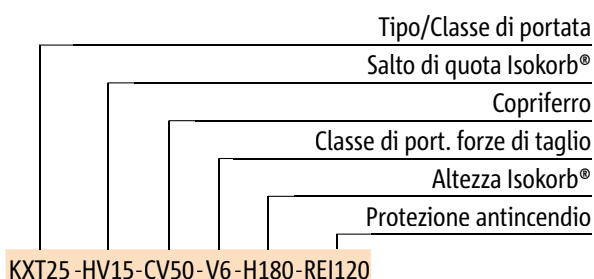 Tipo/Classe di portata
Salto di quota Isokorb®
Copriferro
Classe di port. forze di taglio
Altezza Isokorb®
Protezione antincendio
KXT25-HV15-CV50-V6-H180-REI120